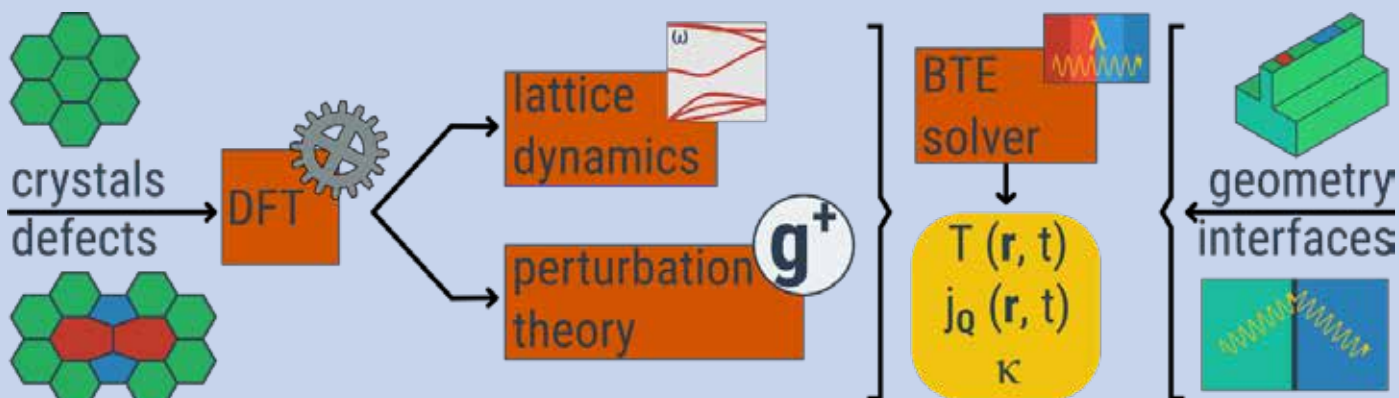 crystals
defects
DFT
lattice
dynamics
ω
perturbation
theory
g⁺
BTE
solver
λ
T (r, t)
j_Q (r, t)
κ
geometry
interfaces